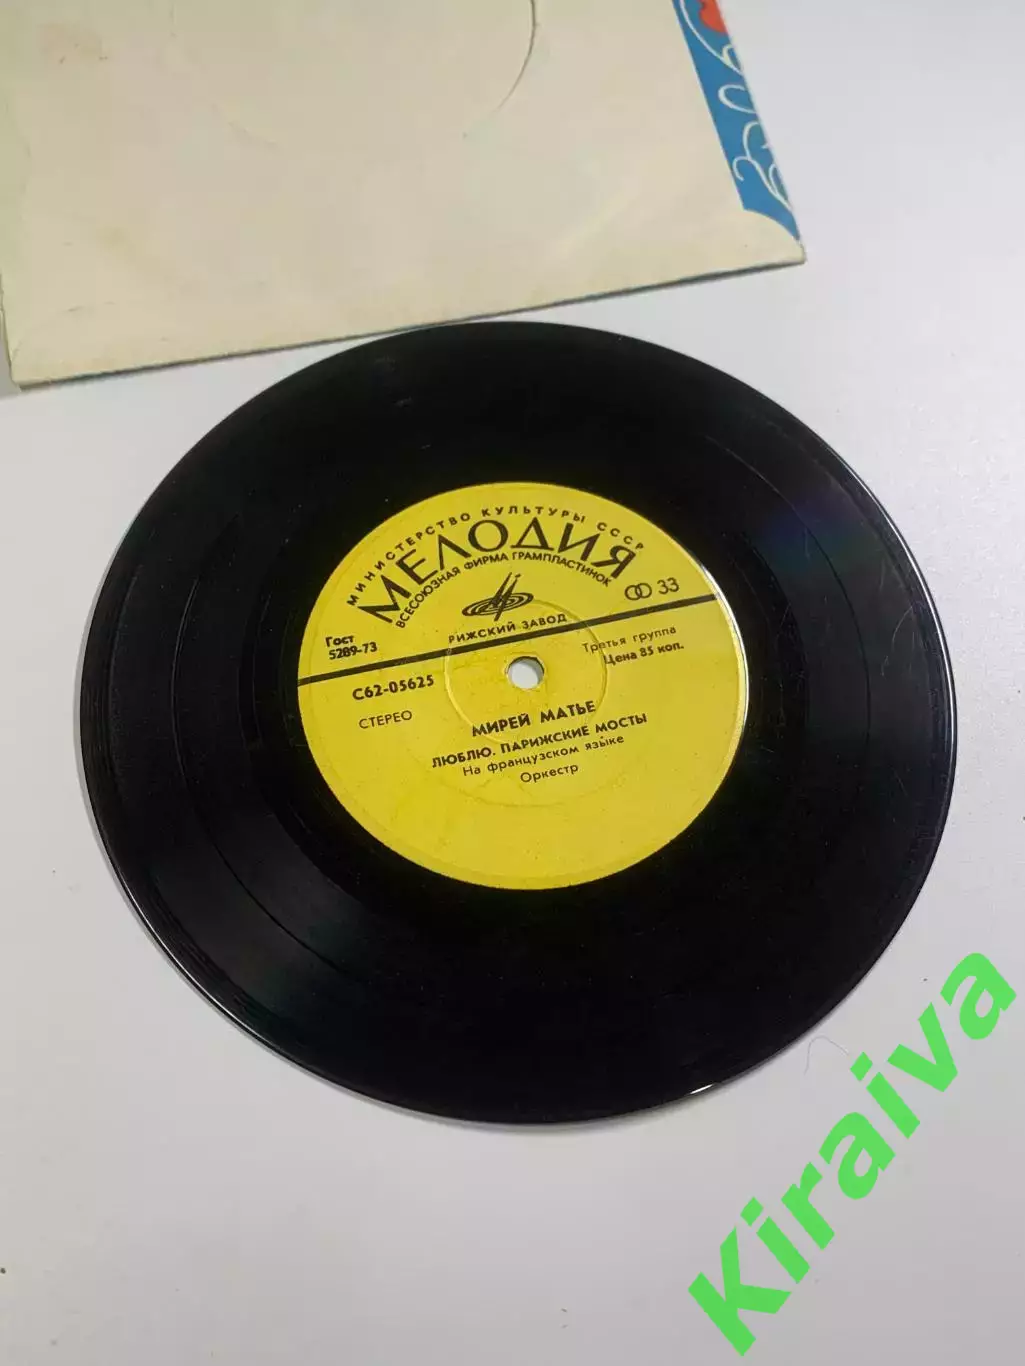 МИНИСТЕРСТВО КУЛЬТУРЫ СССР
МЕЛОДИЯ
ВСЕСОЮЗНАЯ ФИРМА ГРАМПЛАСТИНОК
33
РИЖСКИЙ ЗАВОД
Гост
5289-73
Третья группа
Цена 85 коп.
С62-05625
СТЕРЕО
МИРЕЙ МАТЬЕ
ЛЮБЛЮ. ПАРИЖСКИЕ МОСТЫ
На французском языке
Оркестр
Kiraiva